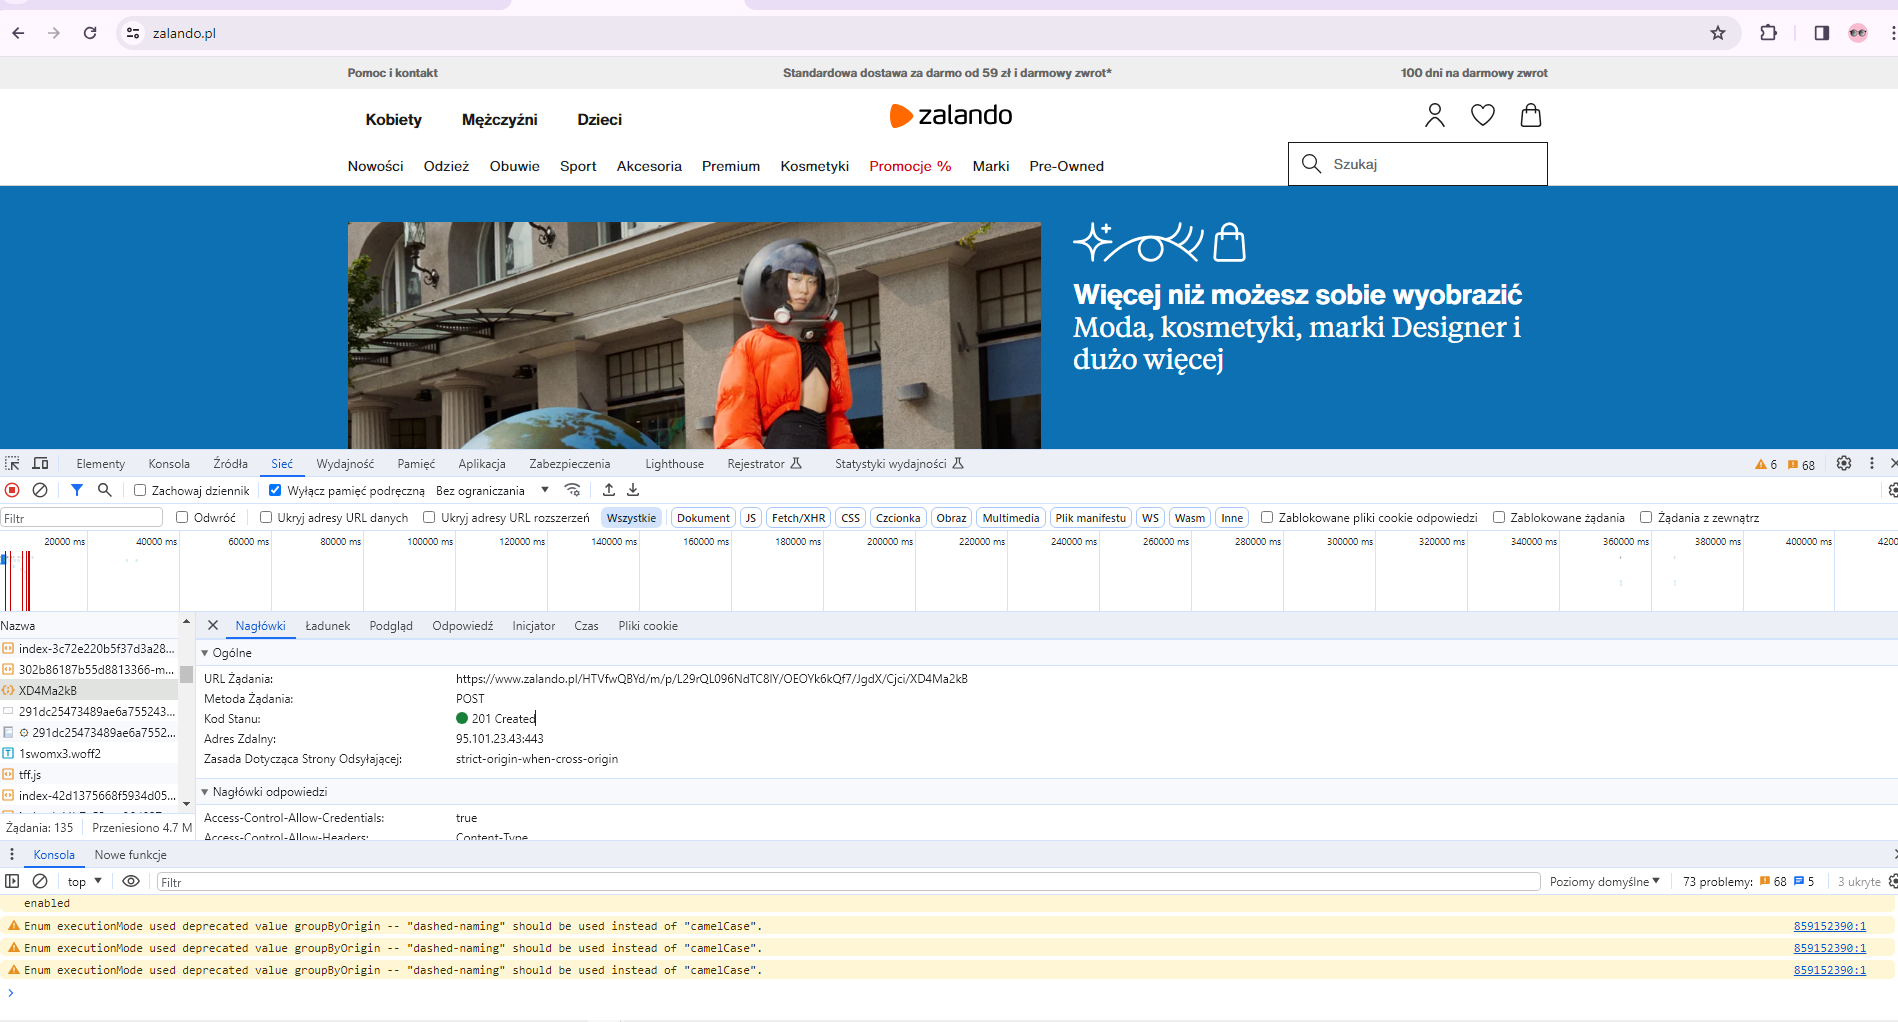 zalando.pl
Pomoc i kontakt
Standardowa dostawa za darmo od 59 zł i darmowy zwrot*
100 dni na darmowy zwrot
Kobiety Mężczyźni Dzieci
zalando
Nowości Odzież Obuwie Sport Akcesoria Premium Kosmetyki Promocje % Marki Pre-Owned
Szukaj
Więcej niż możesz sobie wyobrazić
Moda, kosmetyki, marki Designer i
dużo więcej
Elementy Konsola Źródła Sieć Wydajność Pamięć Aplikacja Zabezpieczenia Lighthouse Rejestrator Statystyki wydajności 6 68
Zachowaj dziennik Wyłącz pamięć podręczną Bez ograniczania
Filtr Odwróć Ukryj adresy URL danych Ukryj adresy URL rozszerzeń Wszystkie Dokument JS Fetch/XHR CSS Czcionka Obraz Multimedia Plik manifestu WS Wasm Inne Zablokowane pliki cookie odpowiedzi Zablokowane żądania Żądania z zewnątrz
20000 ms 40000 ms 60000 ms 80000 ms 100000 ms 120000 ms 140000 ms 160000 ms 180000 ms 200000 ms 220000 ms 240000 ms 260000 ms 280000 ms 300000 ms 320000 ms 340000 ms 360000 ms 380000 ms 400000 ms 4200
Nazwa
index-3c72e220b5f37d3a28...
302b86187b55d8813366-m...
XD4Ma2kB
291dc25473489ae6a755243...
291dc25473489ae6a7552...
1swomx3.woff2
tff.js
index-42d1375668f5934d05...
Żądania: 135 Przeniesiono 4.7 M
Nagłówki Ładunek Podgląd Odpowiedź Inicjator Czas Pliki cookie
Ogólne
URL Żądania: https://www.zalando.pl/HTVfwQBYd/m/p/L29rQL096NdTC8lY/OEOYk6kQf7/JgdX/Cjci/XD4Ma2kB
Metoda Żądania: POST
Kod Stanu: 201 Created
Adres Zdalny: 95.101.23.43:443
Zasada Dotycząca Strony Odsyłającej: strict-origin-when-cross-origin
Nagłówki odpowiedzi
Access-Control-Allow-Credentials: true
Access-Control-Allow-Headers: Content-Type
Konsola Nowe funkcje
top Filtr Poziomy domyślne 73 problemy: 68 5 3 ukryte
enabled
Enum executionMode used deprecated value groupByOrigin -- "dashed-naming" should be used instead of "camelCase". 859152390:1
Enum executionMode used deprecated value groupByOrigin -- "dashed-naming" should be used instead of "camelCase". 859152390:1
Enum executionMode used deprecated value groupByOrigin -- "dashed-naming" should be used instead of "camelCase". 859152390:1